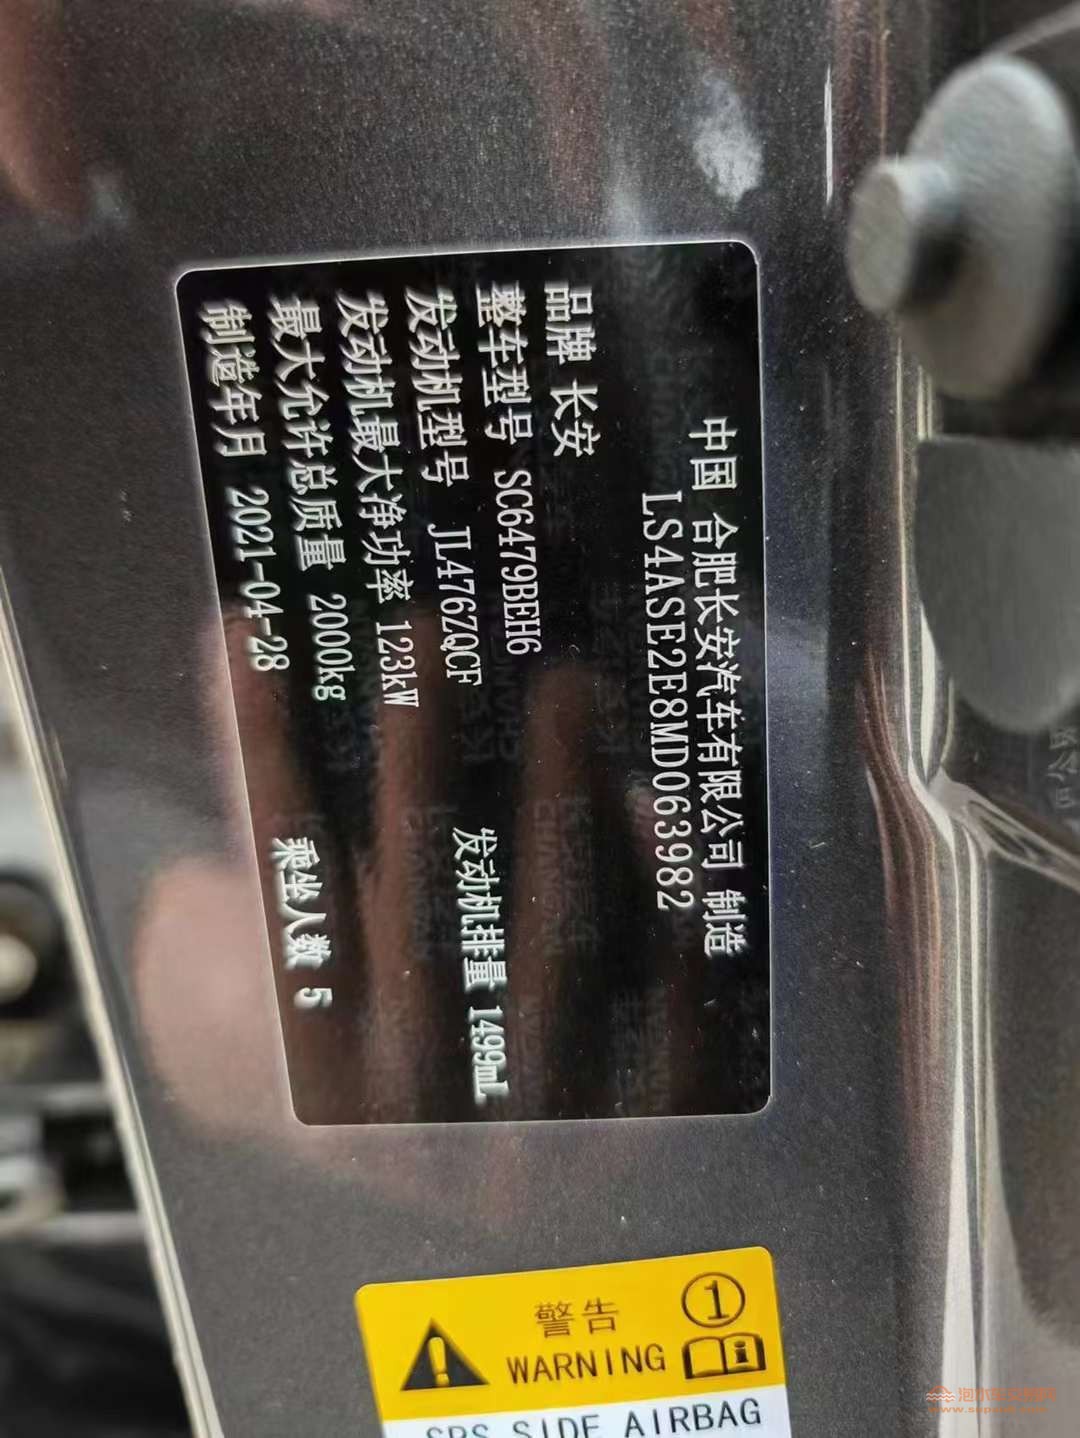 中国 合肥长安汽车有限公司 制造
LS4ASE2E8MD063982
品牌 长安
整车型号 SC6479BEH6
发动机型号 JL476ZQCF 发动机排量 1499mL
发动机最大净功率 123kW
最大允许总质量 2000kg 乘坐人数 5
制造年月 2021-04-28
警告 1
WARNING
SRS SIDE AIRBAG